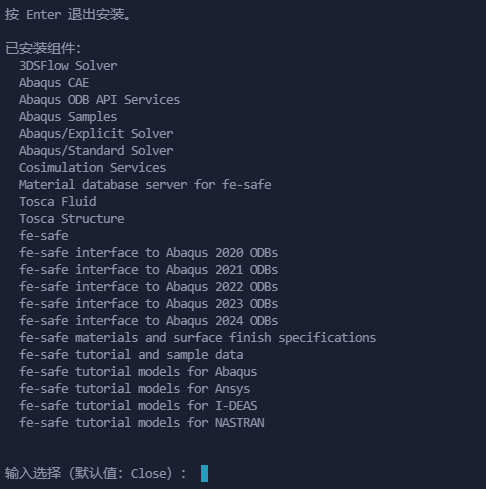 按 Enter 退出安装。
已安装组件:
3DSFlow Solver
Abaqus CAE
Abaqus ODB API Services
Abaqus Samples
Abaqus/Explicit Solver
Abaqus/Standard Solver
Cosimulation Services
Material database server for fe-safe
Tosca Fluid
Tosca Structure
fe-safe
fe-safe interface to Abaqus 2020 ODBs
fe-safe interface to Abaqus 2021 ODBs
fe-safe interface to Abaqus 2022 ODBs
fe-safe interface to Abaqus 2023 ODBs
fe-safe interface to Abaqus 2024 ODBs
fe-safe materials and surface finish specifications
fe-safe tutorial and sample data
fe-safe tutorial models for Abaqus
fe-safe tutorial models for Ansys
fe-safe tutorial models for I-DEAS
fe-safe tutorial models for NASTRAN
输入选择（默认值：Close）：